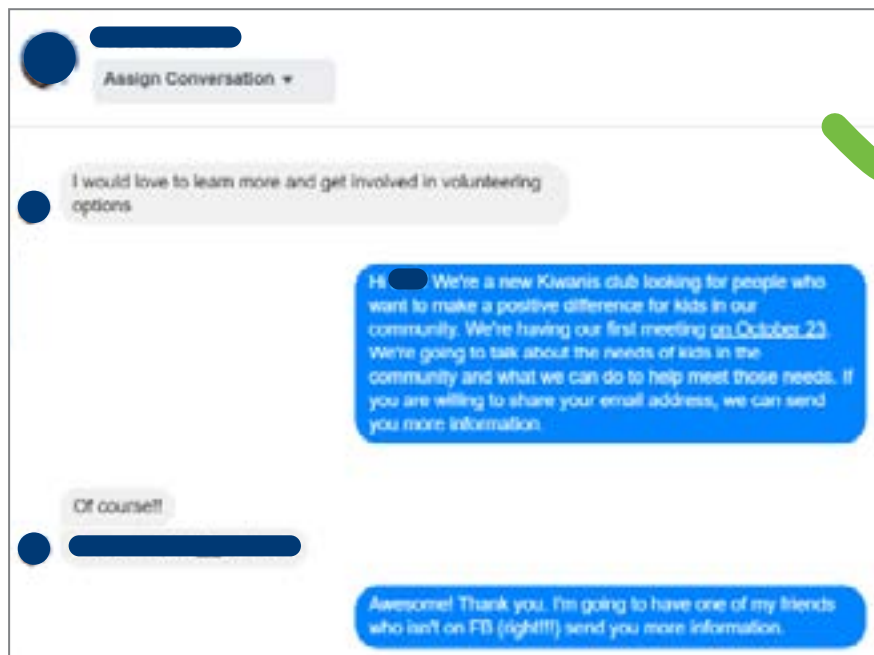 Assign Conversation
I would love to learn more and get involved in volunteering
options
Hi We're a new Kiwanis club looking for people who
want to make a positive difference for kids in our
community. We're having our first meeting on October 23.
We're going to talk about the needs of kids in the
community and what we can do to help meet those needs. If
you are willing to share your email address, we can send
you more information
Of course!!
Awesome! Thank you. I'm going to have one of my friends
who isn't on FB (right!!!) send you more information.